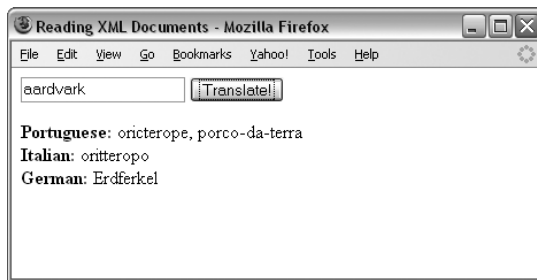 Reading XML Documents - Mozilla Firefox
File Edit View Go Bookmarks Yahoo! Tools Help
aardvark Translate!
Portuguese: oricterope, porco-da-terra
Italian: oritteropo
German: Erdferkel